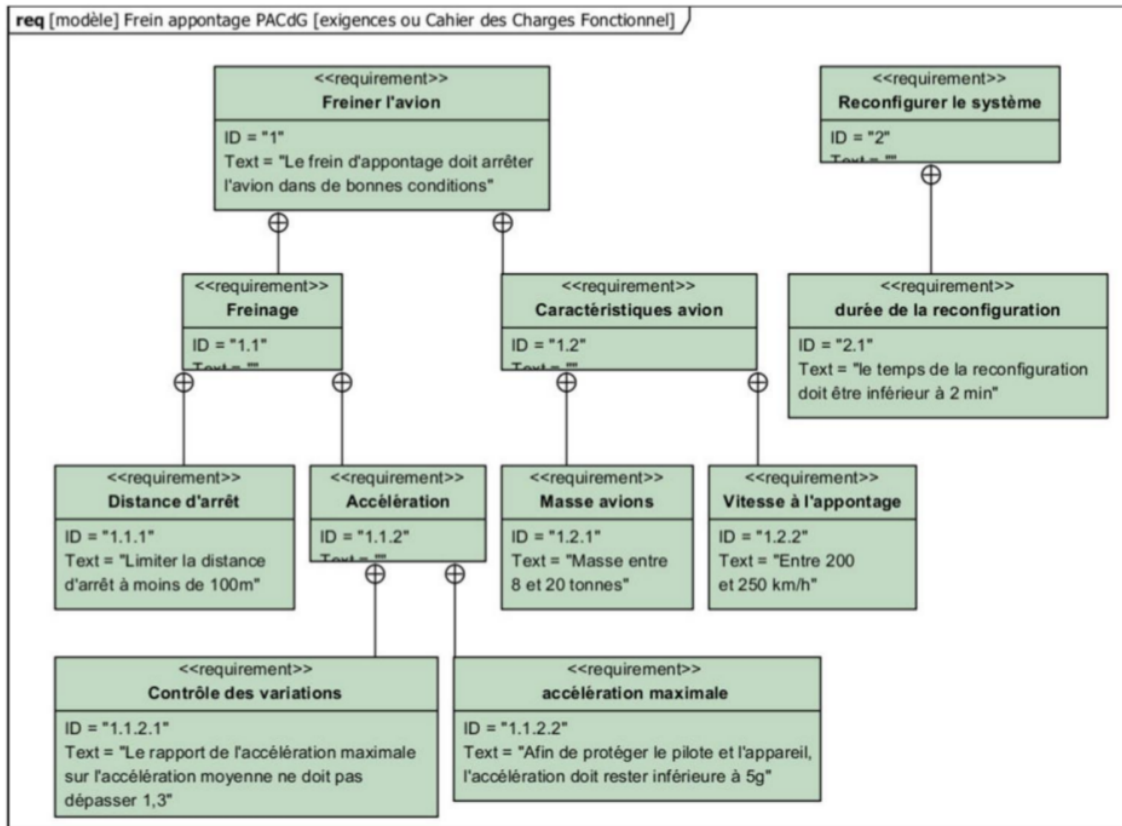 req [modèle] Frein appontage PACdG [exigences ou Cahier des Charges Fonctionnel]
<<requirement>>
Freiner l'avion
ID = "1"
Text = "Le frein d'appontage doit arrêter
l'avion dans de bonnes conditions"
<<requirement>>
Reconfigurer le système
ID = "2"
Text = ""
<<requirement>>
Freinage
ID = "1.1"
Text = ""
<<requirement>>
Caractéristiques avion
ID = "1.2"
Text = ""
<<requirement>>
durée de la reconfiguration
ID = "2.1"
Text = "le temps de la reconfiguration
doit être inférieur à 2 min"
<<requirement>>
Distance d'arrêt
ID = "1.1.1"
Text = "Limiter la distance
d'arrêt à moins de 100m"
<<requirement>>
Accélération
ID = "1.1.2"
Text = ""
<<requirement>>
Masse avions
ID = "1.2.1"
Text = "Masse entre
8 et 20 tonnes"
<<requirement>>
Vitesse à l'appontage
ID = "1.2.2"
Text = "Entre 200
et 250 km/h"
<<requirement>>
Contrôle des variations
ID = "1.1.2.1"
Text = "Le rapport de l'accélération maximale
sur l'accélération moyenne ne doit pas
dépasser 1,3"
<<requirement>>
accélération maximale
ID = "1.1.2.2"
Text = "Afin de protéger le pilote et l'appareil,
l'accélération doit rester inférieure à 5g"